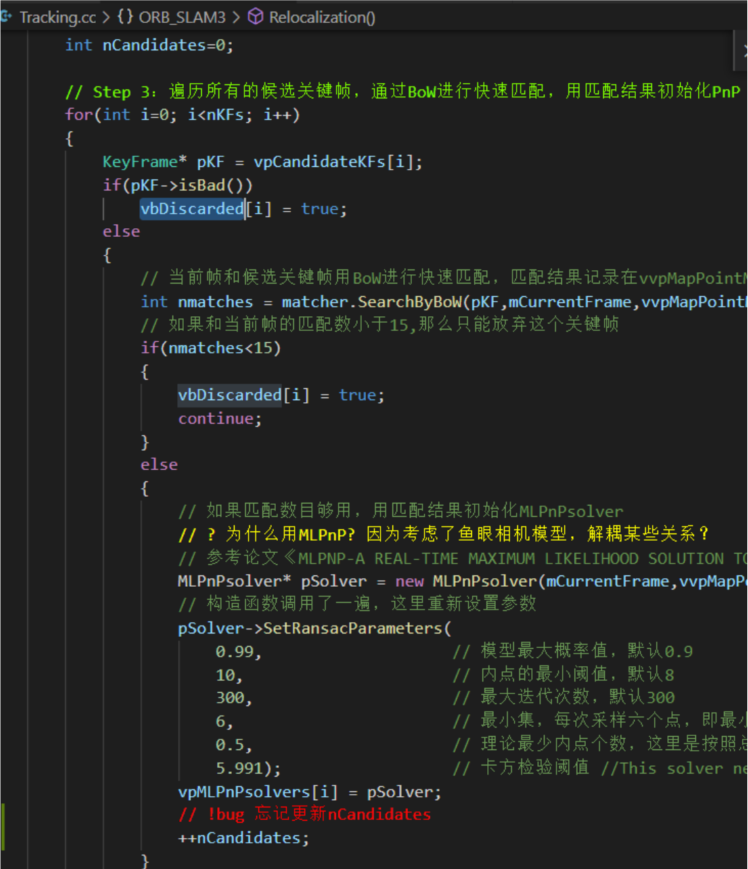 Tracking.cc > {} ORB_SLAM3 > Relocalization()
int nCandidates=0;
// Step 3: 遍历所有的候选关键帧，通过BoW进行快速匹配，用匹配结果初始化PnP
for(int i=0; i<nKFs; i++)
{
KeyFrame* pKF = vpCandidateKFs[i];
if(pKF->isBad())
vbDiscarded[i] = true;
else
{
// 当前帧和候选关键帧用BoW进行快速匹配，匹配结果记录在vvpMapPointM
int nmatches = matcher.SearchByBoW(pKF,mCurrentFrame,vvpMapPoint
// 如果和当前帧的匹配数小于15,那么只能放弃这个关键帧
if(nmatches<15)
{
vbDiscarded[i] = true;
continue;
}
else
{
// 如果匹配数目够用，用匹配结果初始化MLPnPsolver
// ? 为什么用MLPnP? 因为考虑了鱼眼相机模型，解耦某些关系？
// 参考论文《MLPNP-A REAL-TIME MAXIMUM LIKELIHOOD SOLUTION TO
MLPnPsolver* pSolver = new MLPnPsolver(mCurrentFrame,vvpMapPo
// 构造函数调用了一遍，这里重新设置参数
pSolver->SetRansacParameters(
0.99, // 模型最大概率值，默认0.9
10, // 内点的最小阈值，默认8
300, // 最大迭代次数，默认300
6, // 最小集，每次采样六个点，即最小
0.5, // 理论最少内点个数，这里是按照总
5.991); // 卡方检验阈值 //This solver ne
vpMLPnPsolvers[i] = pSolver;
// !bug 忘记更新nCandidates
++nCandidates;
}